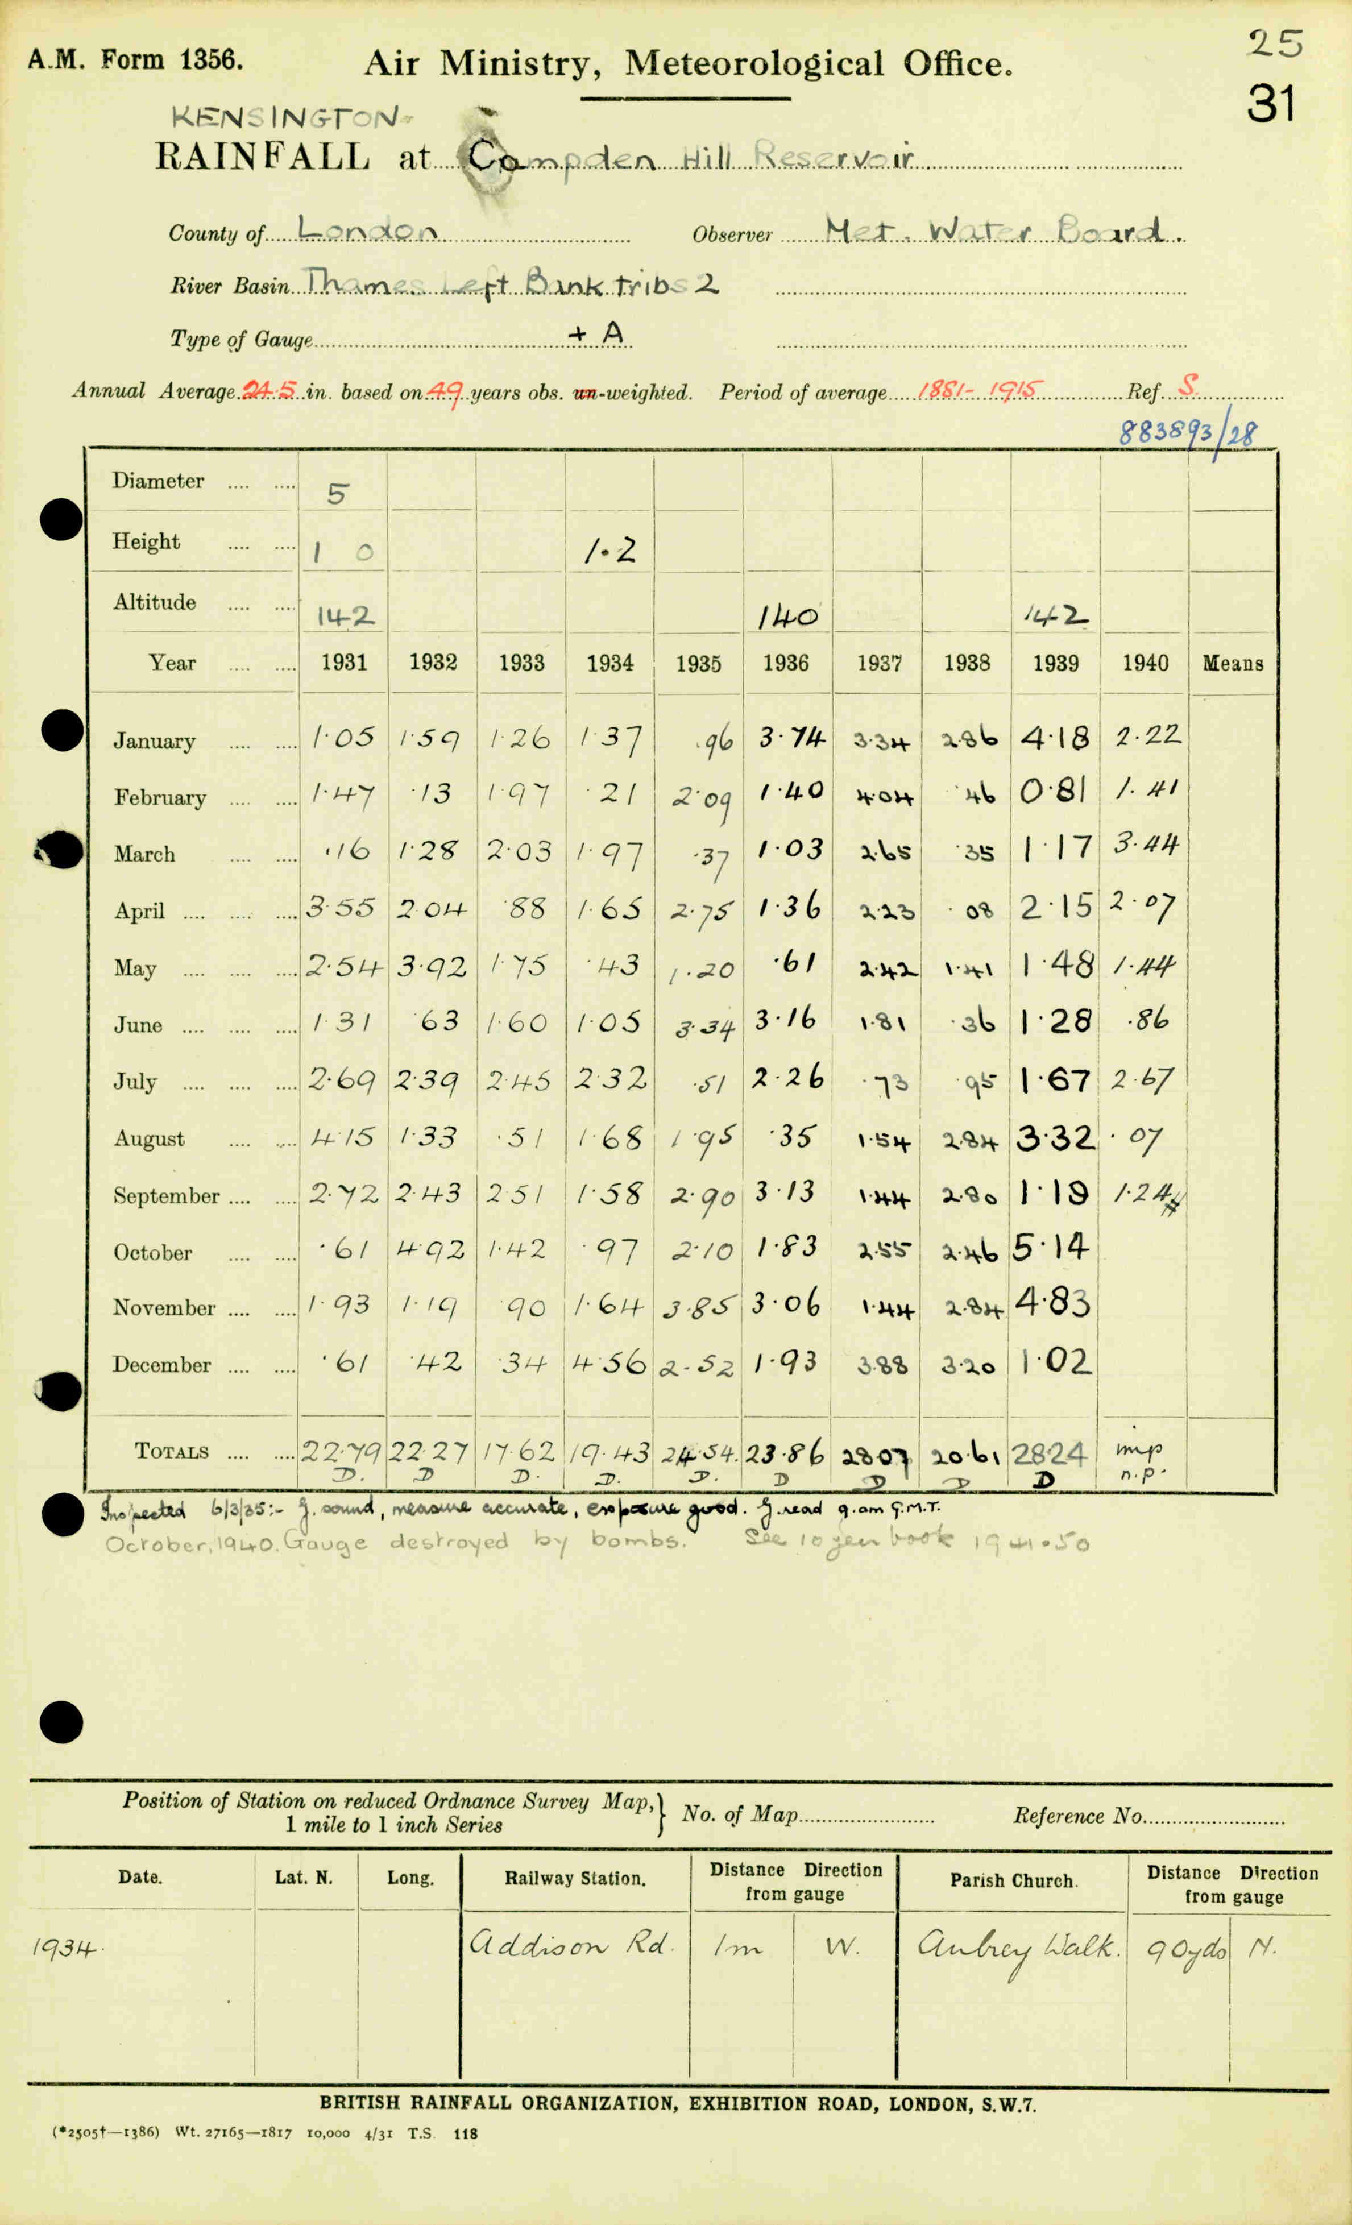 25
A.M. Form 1356. Air Ministry, Meteorological Office.
31
KENSINGTON
RAINFALL at Campden Hill Reservoir
County of London Observer Met. Water Board.
River Basin Thames Left Bank tribs 2
Type of Gauge + A
Annual Average 24.5 in. based on 49 years obs. un-weighted. Period of average 1881-1915 Ref. S.
883893/28
Diameter 5
Height 1 0 1.2
Altitude 142 140 142
Year 1931 1932 1933 1934 1935 1936 1937 1938 1939 1940 Means
January 1.05 1.59 1.26 1.37 .96 3.74 3.34 2.86 4.18 2.22
February 1.47 .13 1.97 .21 2.09 1.40 4.04 .46 0.81 1.41
March .16 1.28 2.03 1.97 .37 1.03 2.65 .35 1.17 3.44
April 3.55 2.04 .88 1.65 2.75 1.36 2.23 .08 2.15 2.07
May 2.54 3.92 1.75 .43 1.20 .61 2.42 1.41 1.48 1.44
June 1.31 .63 1.60 1.05 3.34 3.16 1.81 .36 1.28 .86
July 2.69 2.39 2.45 2.32 .51 2.26 .73 .95 1.67 2.67
August 4.15 1.33 .51 1.68 1.95 .35 1.54 2.84 3.32 .07
September 2.72 2.43 2.51 1.58 2.90 3.13 1.44 2.80 1.19 1.24
October .61 4.92 1.42 .97 2.10 1.83 2.55 2.46 5.14
November 1.93 1.19 .90 1.64 3.85 3.06 1.44 2.84 4.83
December .61 .42 .34 4.56 2.52 1.93 3.88 3.20 1.02
TOTALS 22.79 22.27 17.62 19.43 24.54 23.86 28.07 20.61 28.24 imp
D. D D. D. D. D D D D n.p.
Inspected 6/3/35:- G. sound, measure accurate, exposure good. G. read 9.am G.M.T.
October, 1940. Gauge destroyed by bombs. See 10 year book 1941.50
Position of Station on reduced Ordnance Survey Map, } No. of Map Reference No.
1 mile to 1 inch Series
Date. Lat. N. Long. Railway Station. Distance Direction from gauge Parish Church. Distance Direction from gauge
1934. Addison Rd. 1m W. Aubrey Walk. 90yds N.
BRITISH RAINFALL ORGANIZATION, EXHIBITION ROAD, LONDON, S.W.7.
(*2505†—1386) Wt. 27165—1817 10,000 4/31 T.S. 118